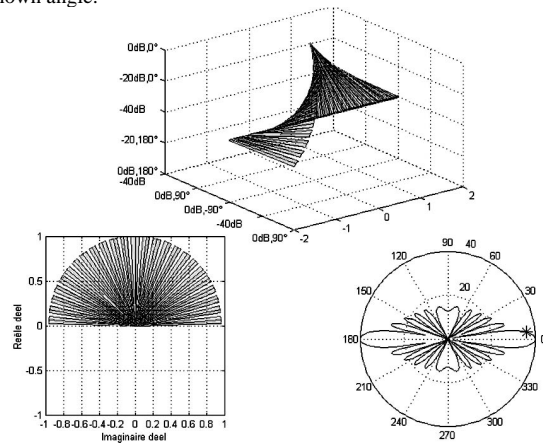 nown angle.
0dB,0°
-20dB,0°
-40dB
-20,180°
0dB,180°
-40dB
0dB,90°
0dB,-90°
-40dB
0dB,90°
-2
-1
0
1
2
1
0.5
0
-0.5
-1
Reële deel
-1 -0.8 -0.6 -0.4 -0.2 0 0.2 0.4 0.6 0.8 1
Imaginaire deel
90 40
120 60
150 20 30
180 0
210 330
240 300
270